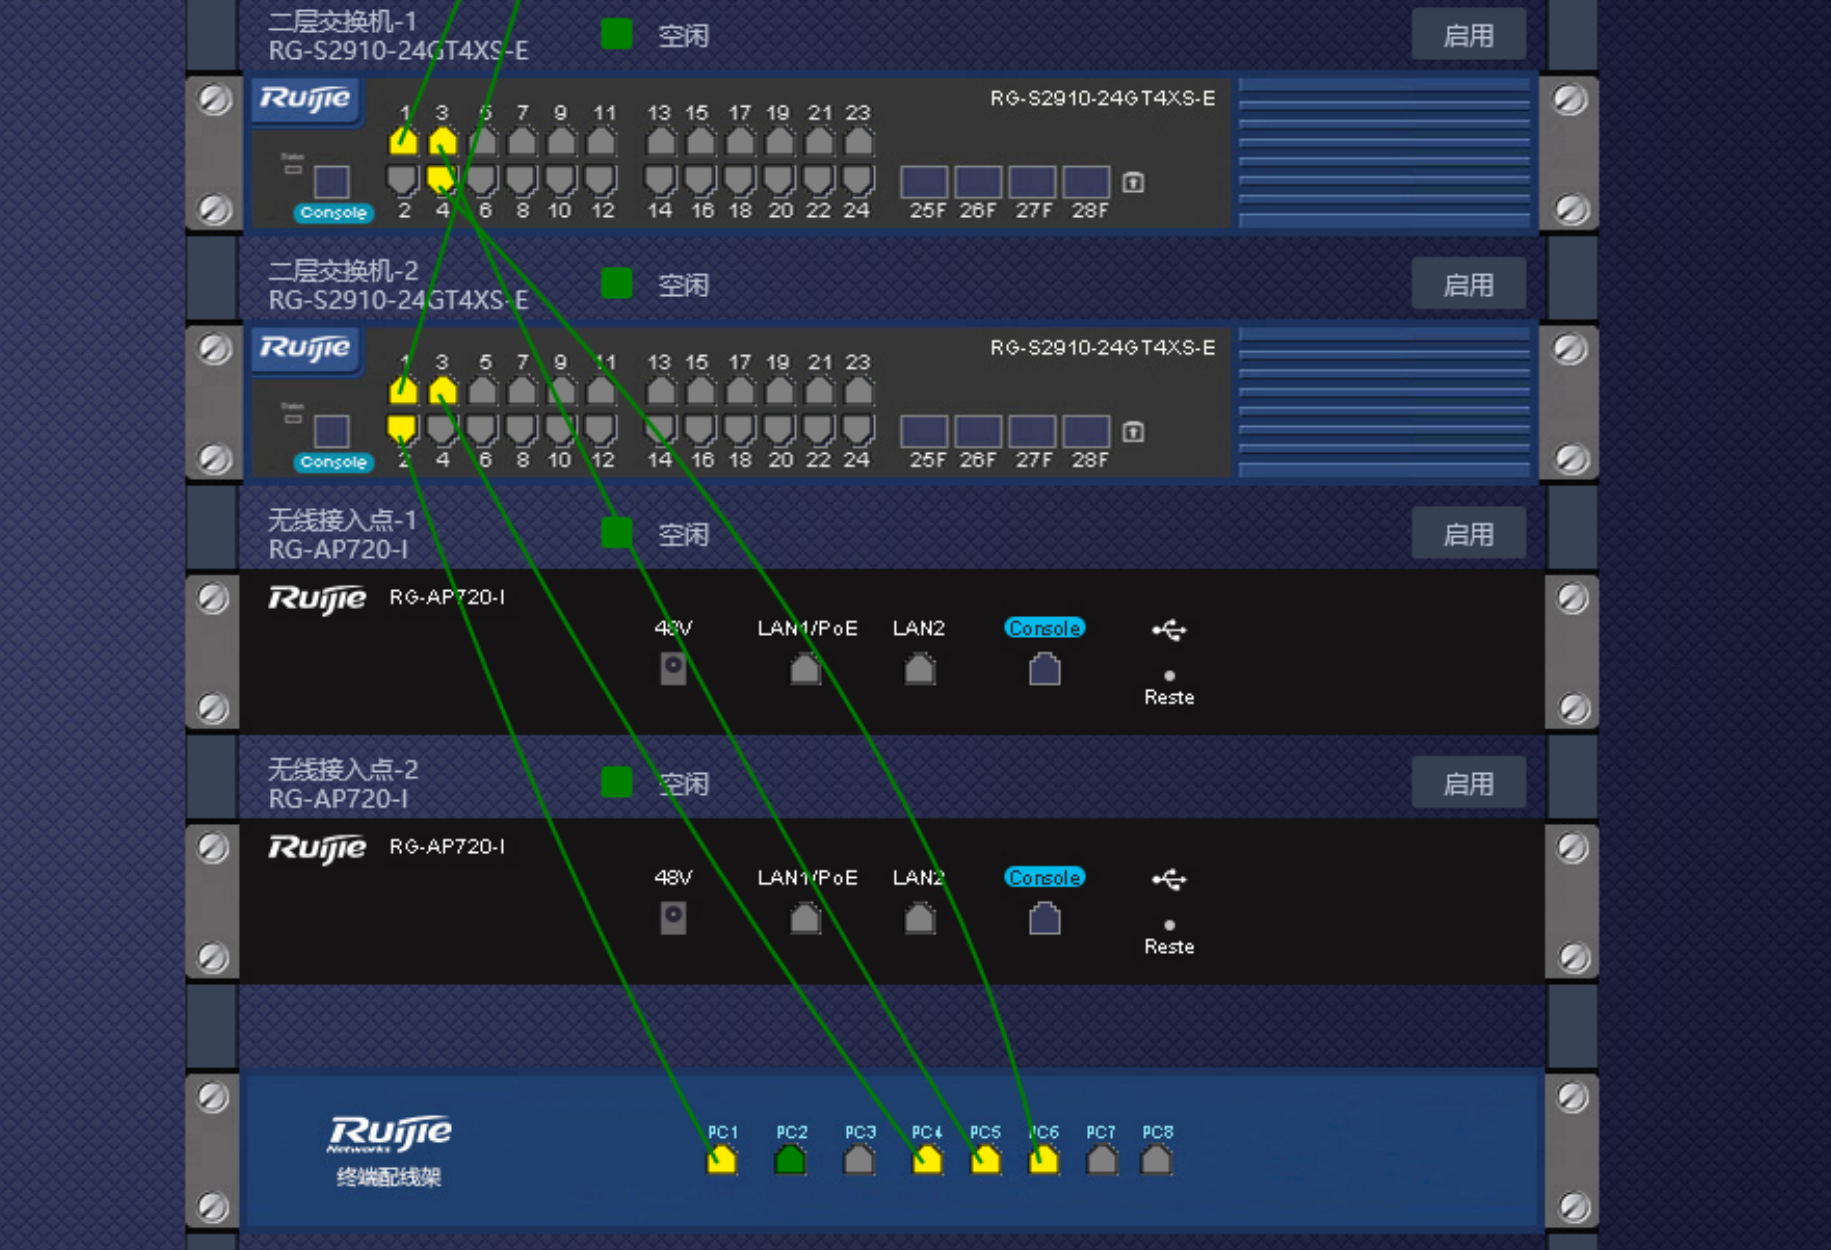 二层交换机-1
RG-S2910-24GT4XS-E
空闲
启用
Ruijie
RG-S2910-24GT4XS-E
1 3 5 7 9 11 13 15 17 19 21 23
Status
Console
2 4 6 8 10 12 14 16 18 20 22 24 25F 26F 27F 28F
二层交换机-2
RG-S2910-24GT4XS-E
空闲
启用
Ruijie
RG-S2910-24GT4XS-E
1 3 5 7 9 11 13 15 17 19 21 23
Status
Console
2 4 6 8 10 12 14 16 18 20 22 24 25F 26F 27F 28F
无线接入点-1
RG-AP720-I
空闲
启用
Ruijie RG-AP720-I
48V LAN1/PoE LAN2 Console
Reste
无线接入点-2
RG-AP720-I
空闲
启用
Ruijie RG-AP720-I
48V LAN1/PoE LAN2 Console
Reste
Ruijie
Networks
终端配线架
PC1 PC2 PC3 PC4 PC5 PC6 PC7 PC8